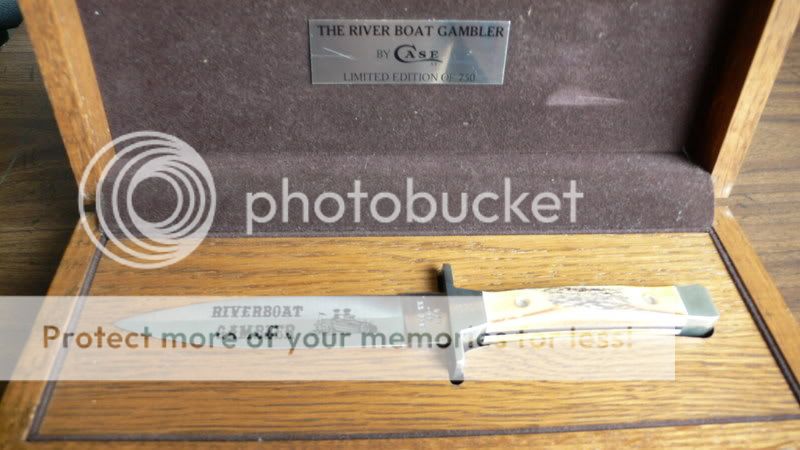 THE RIVER BOAT GAMBLER
BY CASE
LIMITED EDITION OF 250
photobucket
RIVERBOAT
GAMBLER
Protect more of your memories for less!